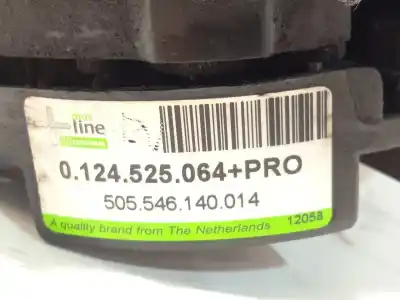 line
0.124.525.064+PRO
505.546.140.014
A quality brand from The Netherlands 12058